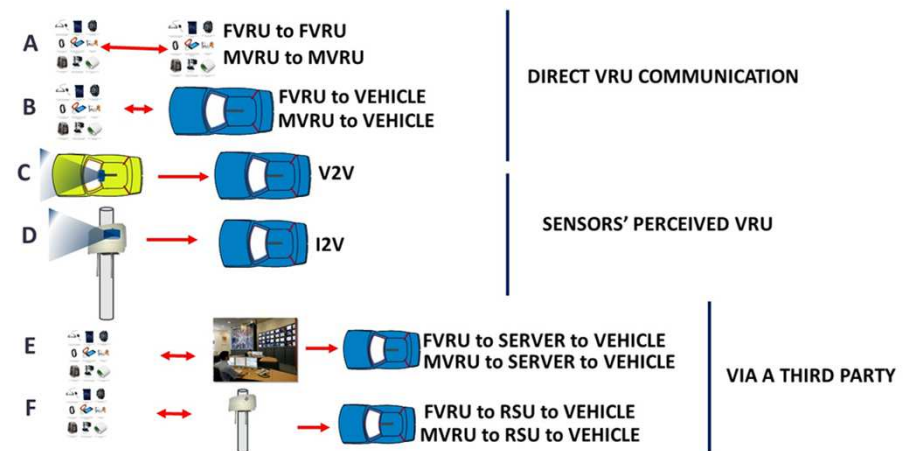 A
FVRU to FVRU
MVRU to MVRU
DIRECT VRU COMMUNICATION
B
FVRU to VEHICLE
MVRU to VEHICLE
C
V2V
SENSORS' PERCEIVED VRU
D
I2V
E
FVRU to SERVER to VEHICLE
MVRU to SERVER to VEHICLE
VIA A THIRD PARTY
F
FVRU to RSU to VEHICLE
MVRU to RSU to VEHICLE